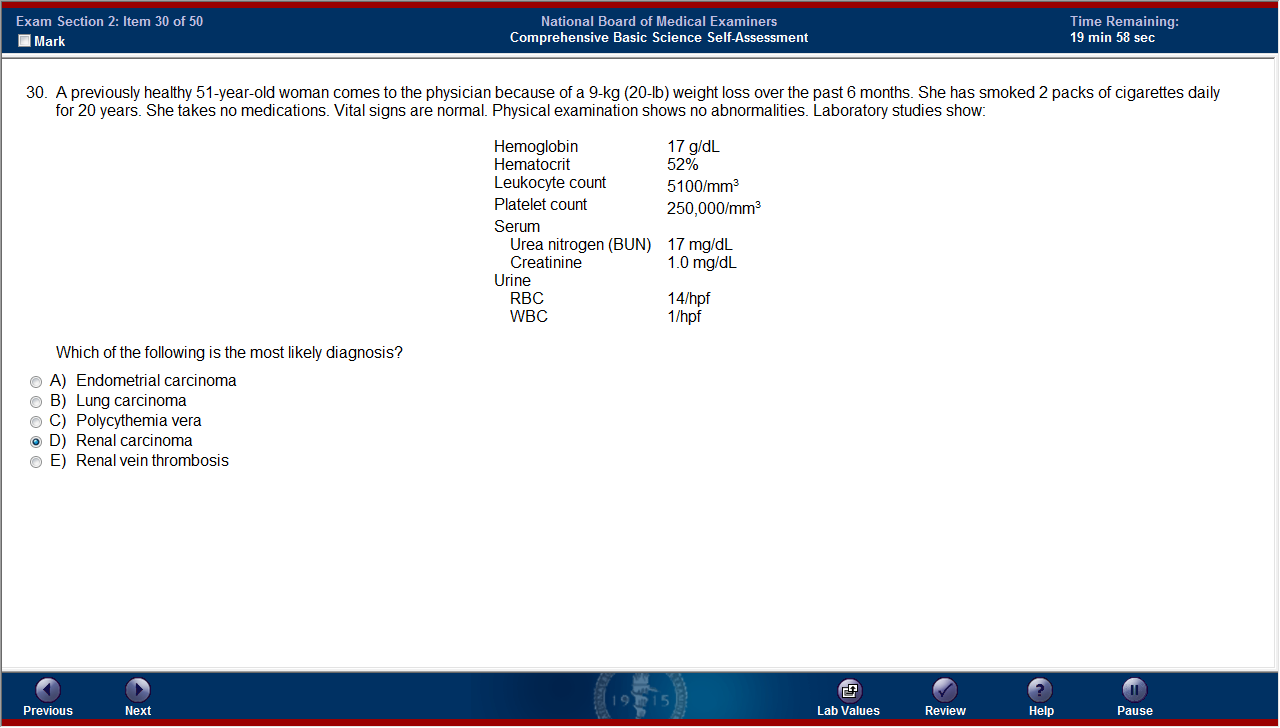 Exam Section 2: Item 30 of 50
National Board of Medical Examiners
Time Remaining:
Mark
Comprehensive Basic Science Self-Assessment
19 min 58 sec
30. A previously healthy 51-year-old woman comes to the physician because of a 9-kg (20-lb) weight loss over the past 6 months. She has smoked 2 packs of cigarettes daily
for 20 years. She takes no medications. Vital signs are normal. Physical examination shows no abnormalities. Laboratory studies show:
Hemoglobin 17 g/dL
Hematocrit 52%
Leukocyte count 5100/mm³
Platelet count 250,000/mm³
Serum
Urea nitrogen (BUN) 17 mg/dL
Creatinine 1.0 mg/dL
Urine
RBC 14/hpf
WBC 1/hpf
Which of the following is the most likely diagnosis?
A) Endometrial carcinoma
B) Lung carcinoma
C) Polycythemia vera
D) Renal carcinoma
E) Renal vein thrombosis
1915
Previous
Next
Lab Values
Review
Help
Pause